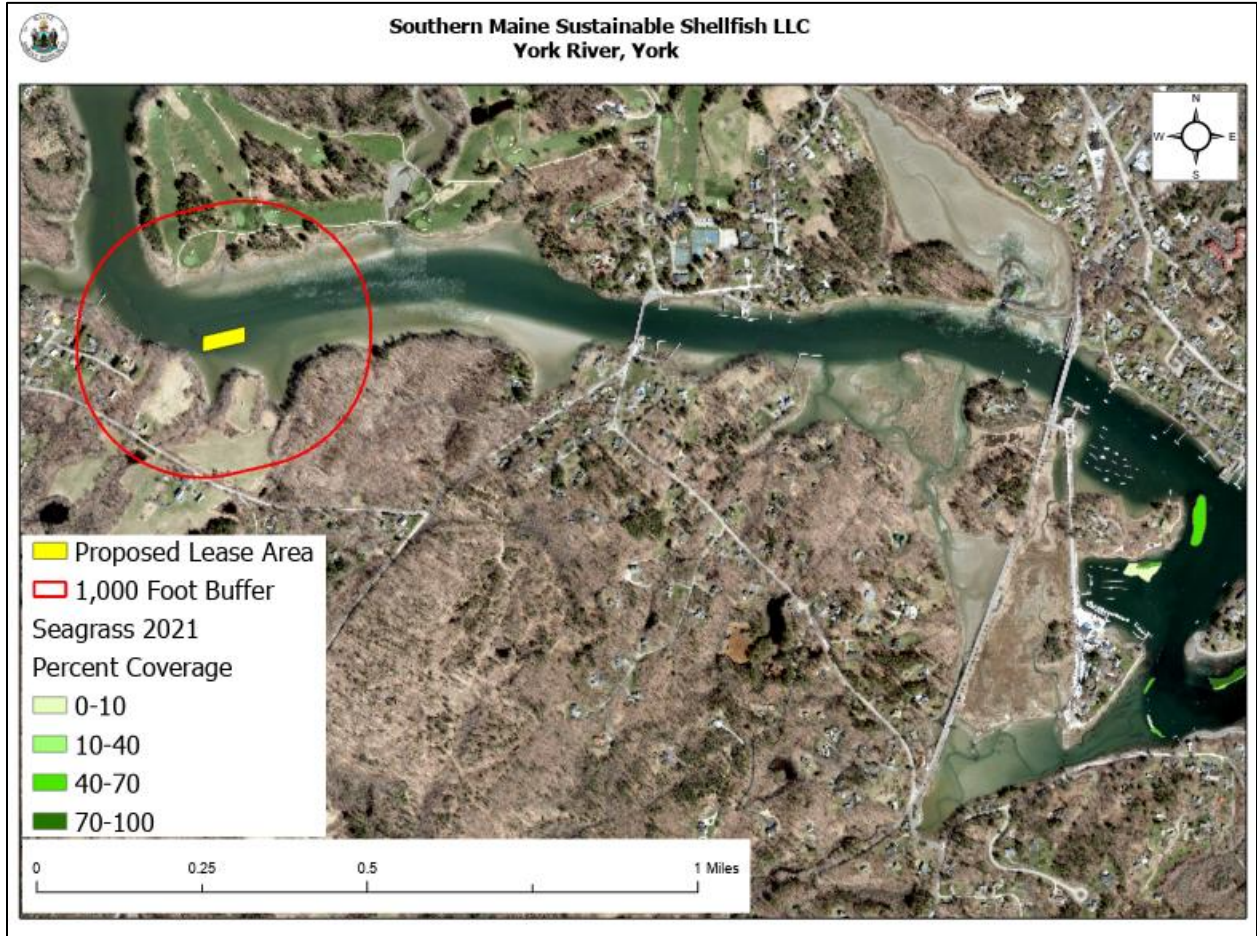 Southern Maine Sustainable Shellfish LLC
York River, York
N
W E
S
Proposed Lease Area
1,000 Foot Buffer
Seagrass 2021
Percent Coverage
0-10
10-40
40-70
70-100
0 0.25 0.5 1 Miles